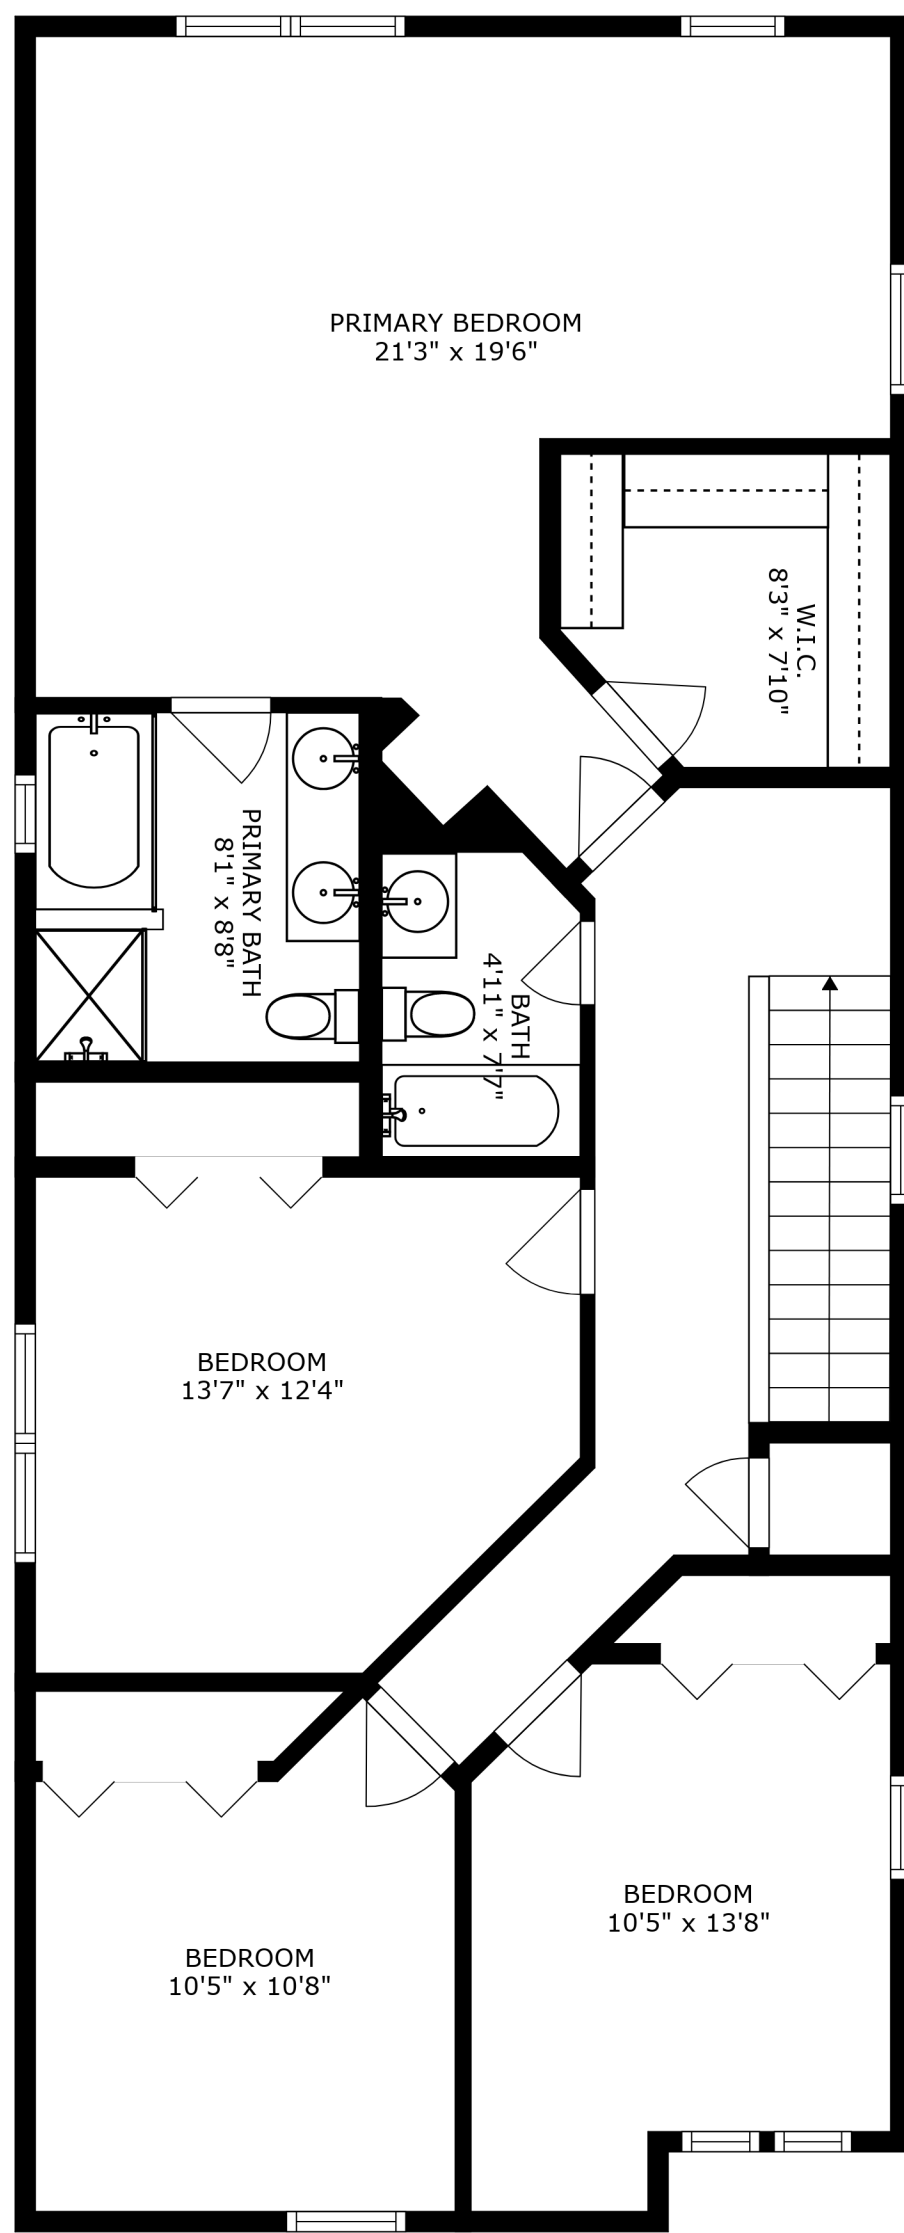 PRIMARY BEDROOM
21'3" x 19'6"
W.I.C.
8'3" x 7'10"
PRIMARY BATH
8'1" x 8'8"
BATH
4'11" x 7'7"
BEDROOM
13'7" x 12'4"
BEDROOM
10'5" x 13'8"
BEDROOM
10'5" x 10'8"